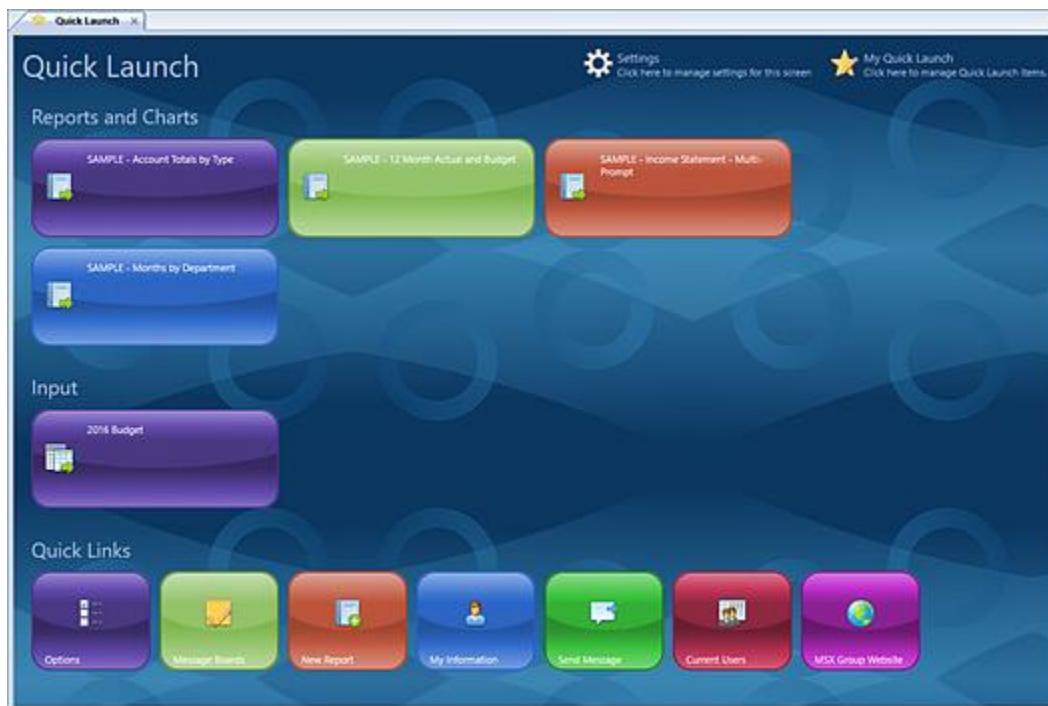 Quick Launch
Quick Launch
Settings
Click here to manage settings for this screen
My Quick Launch
Click here to manage Quick Launch Items.
Reports and Charts
SAMPLE - Account Totals by Type
SAMPLE - 12 Month Actual and Budget
SAMPLE - Income Statement - Multi-
Prompt
SAMPLE - Months by Department
Input
2016 Budget
Quick Links
Options
Message Boards
New Report
My Information
Send Message
Current Users
MSX Group Website